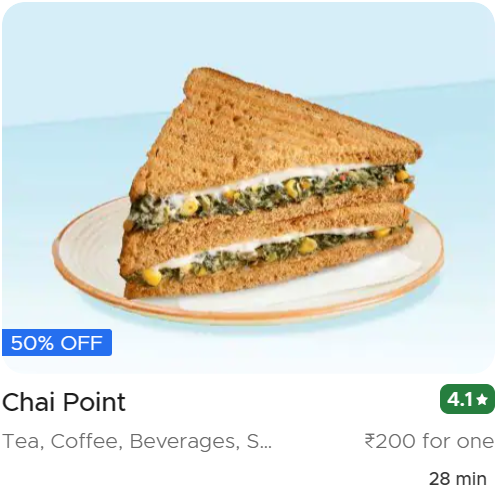 50% OFF
Chai Point
4.1★
Tea, Coffee, Beverages, S...
₹200 for one
28 min